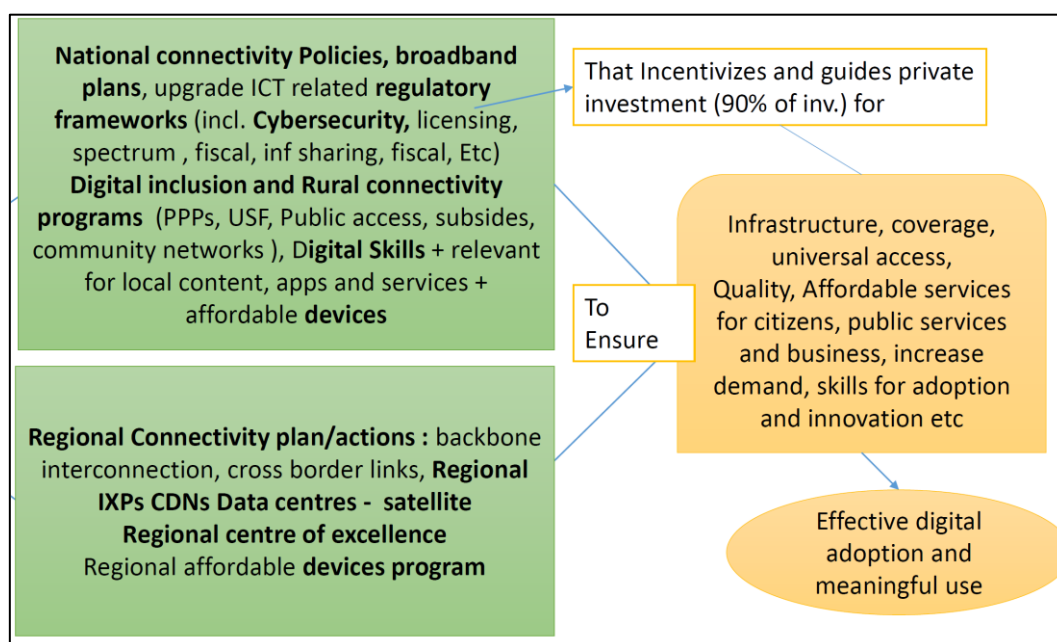 National connectivity Policies, broadband
plans, upgrade ICT related regulatory
frameworks (incl. Cybersecurity, licensing,
spectrum , fiscal, inf sharing, fiscal, Etc)
Digital inclusion and Rural connectivity
programs (PPPs, USF, Public access, subsides,
community networks ), Digital Skills + relevant
for local content, apps and services +
affordable devices
That Incentivizes and guides private
investment (90% of inv.) for
To
Ensure
Infrastructure, coverage,
universal access,
Quality, Affordable services
for citizens, public services
and business, increase
demand, skills for adoption
and innovation etc
Regional Connectivity plan/actions : backbone
interconnection, cross border links, Regional
IXPs CDNs Data centres - satellite
Regional centre of excellence
Regional affordable devices program
Effective digital
adoption and
meaningful use